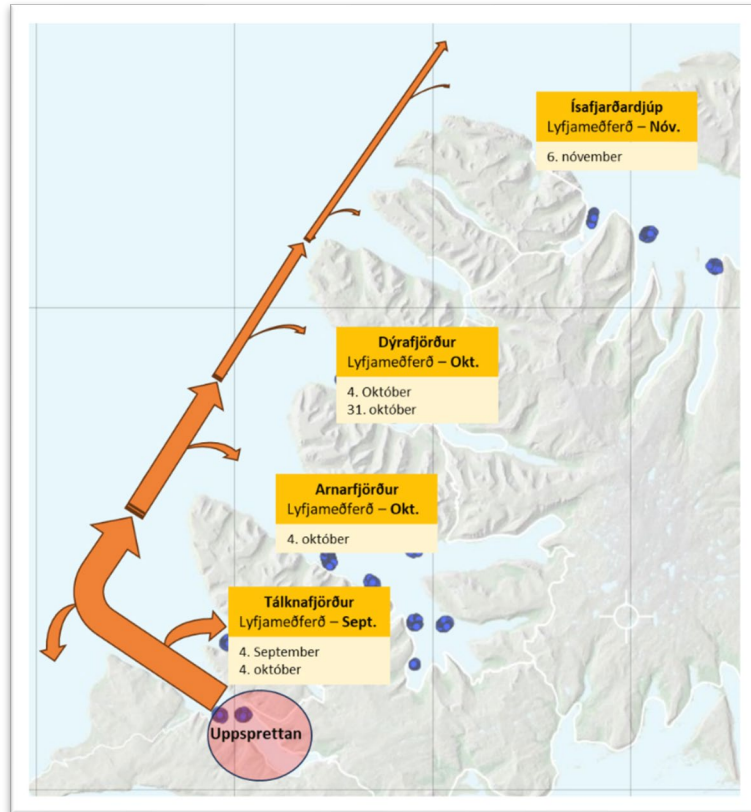 Ísafjarðardjúp
Lyfjameðferð – Nóv.
6. nóvember
Dýrafjörður
Lyfjameðferð – Okt.
4. Október
31. október
Arnarfjörður
Lyfjameðferð – Okt.
4. október
Tálknafjörður
Lyfjameðferð – Sept.
4. September
4. október
Uppsprettan